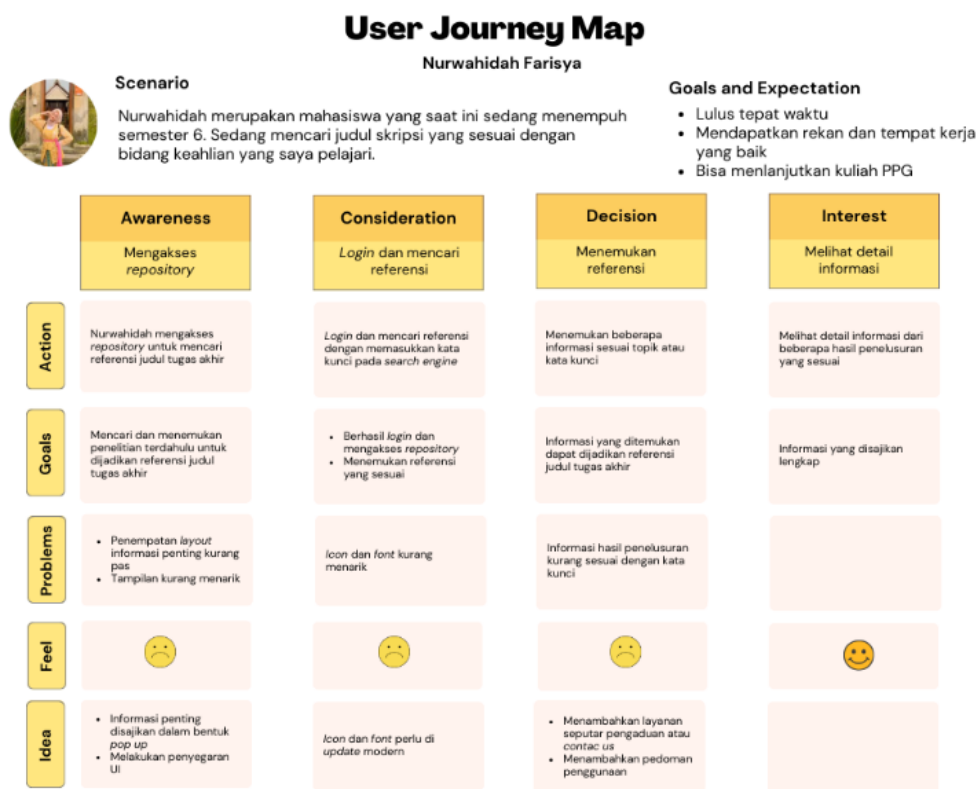 User Journey Map
Nurwahidah Farisya
Scenario
Nurwahidah merupakan mahasiswa yang saat ini sedang menempuh
semester 6. Sedang mencari judul skripsi yang sesuai dengan
bidang keahlian yang saya pelajari.
Goals and Expectation
• Lulus tepat waktu
• Mendapatkan rekan dan tempat kerja
yang baik
• Bisa menlanjutkan kuliah PPG
Awareness
Mengakses
repository
Consideration
Login dan mencari
referensi
Decision
Menemukan
referensi
Interest
Melihat detail
informasi
Action
Nurwahidah mengakses
repository untuk mencari
referensi judul tugas akhir
Login dan mencari referensi
dengan memasukkan kata
kunci pada search engine
Menemukan beberapa
informasi sesuai topik atau
kata kunci
Melihat detail informasi dari
beberapa hasil penelusuran
yang sesuai
Goals
Mencari dan menemukan
penelitian terdahulu untuk
dijadikan referensi judul
tugas akhir
• Berhasil login dan
mengakses repository
• Menemukan referensi
yang sesuai
Informasi yang ditemukan
dapat dijadikan referensi
judul tugas akhir
Informasi yang disajikan
lengkap
Problems
• Penempatan layout
informasi penting kurang
pas
• Tampilan kurang menarik
Icon dan font kurang
menarik
Informasi hasil penelusuran
kurang sesuai dengan kata
kunci
Feel
Idea
• Informasi penting
disajikan dalam bentuk
pop up
• Melakukan penyegaran
UI
Icon dan font perlu di
update modern
• Menambahkan layanan
seputar pengaduan atau
contac us
• Menambahkan pedoman
penggunaan